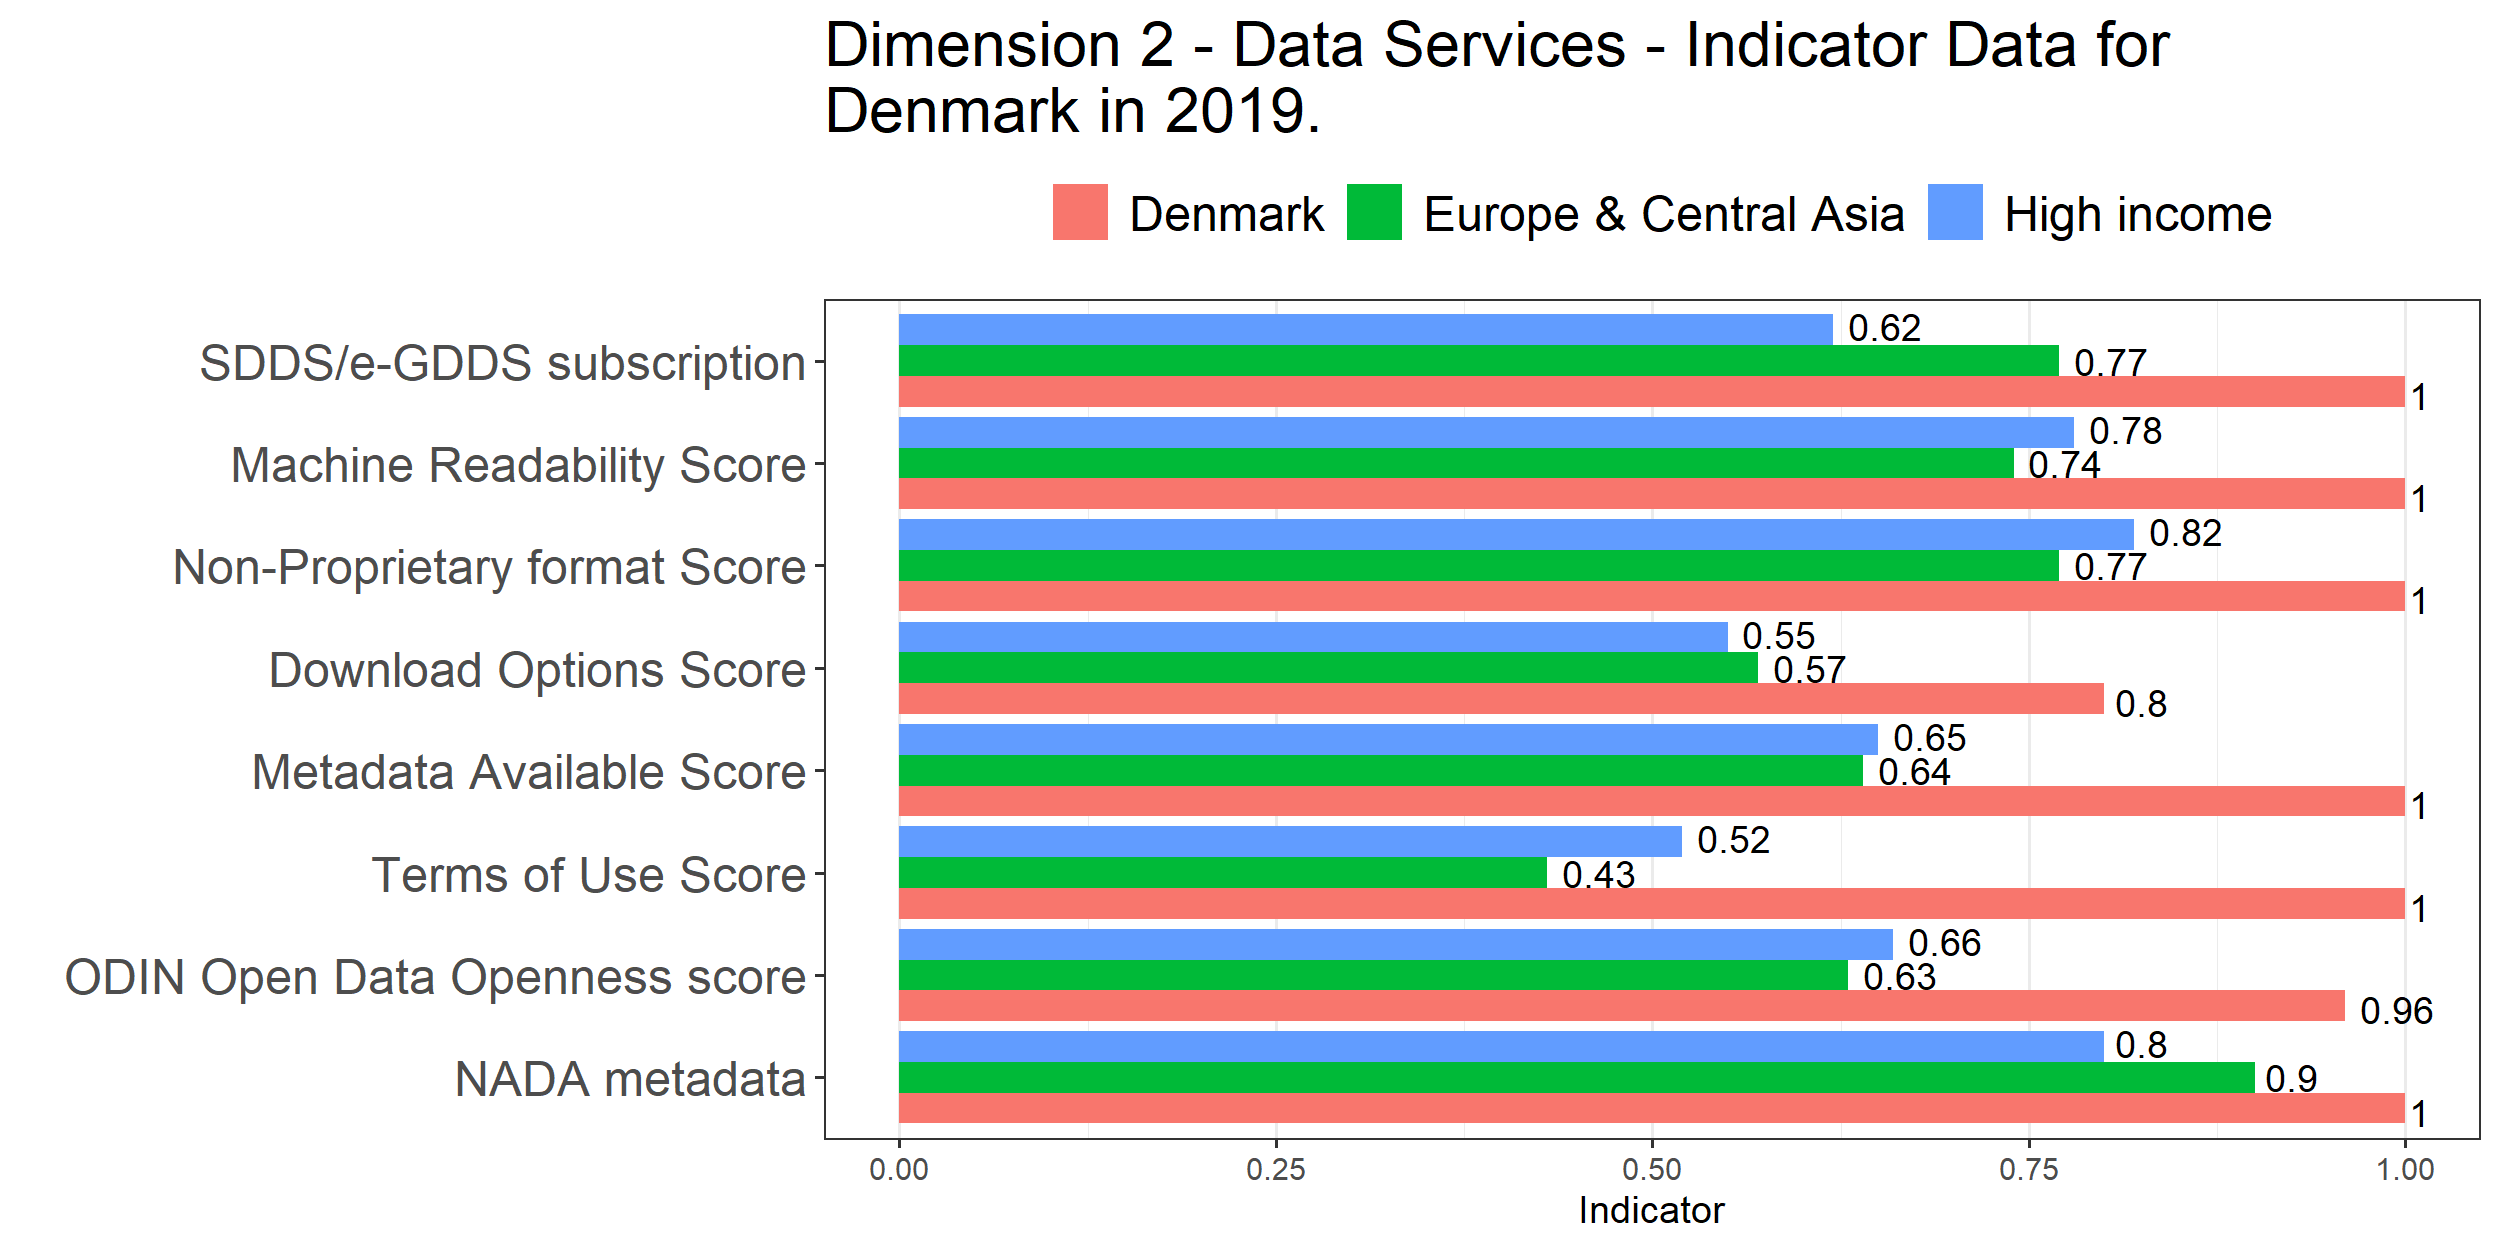 Dimension 2 - Data Services - Indicator Data for
Denmark in 2019.
Denmark Europe & Central Asia High income
SDDS/e-GDDS subscription
0.62
0.77
1
Machine Readability Score
0.78
0.74
1
Non-Proprietary format Score
0.82
0.77
1
Download Options Score
0.55
0.57
0.8
Metadata Available Score
0.65
0.64
1
Terms of Use Score
0.52
0.43
1
ODIN Open Data Openness score
0.66
0.63
0.96
NADA metadata
0.8
0.9
1
0.00 0.25 0.50 0.75 1.00
Indicator